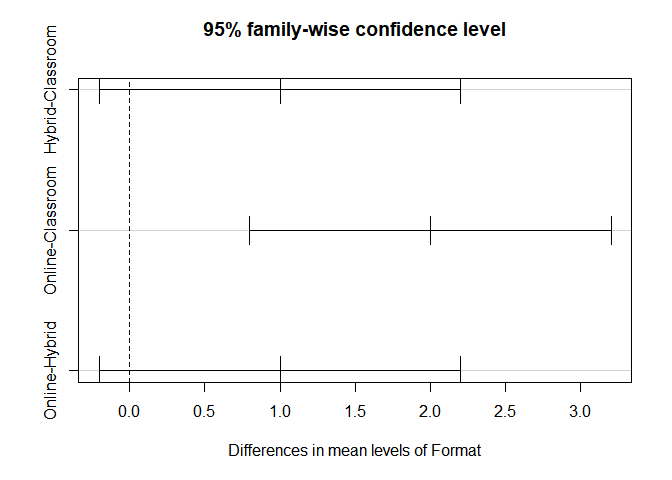 95% family-wise confidence level
Hybrid-Classroom
Online-Classroom
Online-Hybrid
0.0 0.5 1.0 1.5 2.0 2.5 3.0
Differences in mean levels of Format